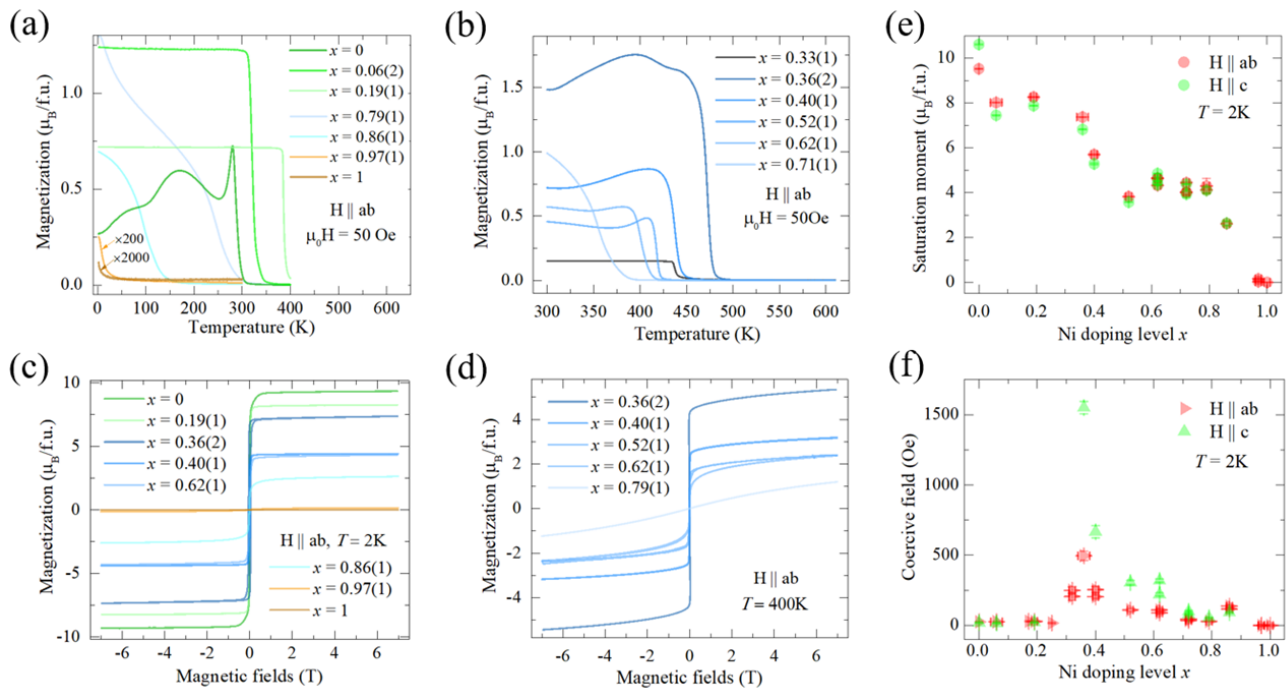 (a)
Magnetization (μB/f.u.)
1.0
0.5
0.0
x = 0
x = 0.06(2)
x = 0.19(1)
x = 0.79(1)
x = 0.86(1)
x = 0.97(1)
x = 1
H || ab
μ0H = 50 Oe
×200
×2000
0 100 200 300 400 500 600
Temperature (K)
(b)
Magnetization (μB/f.u.)
1.5
1.0
0.5
0.0
x = 0.33(1)
x = 0.36(2)
x = 0.40(1)
x = 0.52(1)
x = 0.62(1)
x = 0.71(1)
H || ab
μ0H = 50Oe
300 350 400 450 500 550 600
Temperature (K)
(e)
Saturation moment (μB/f.u.)
10
8
6
4
2
0
H || ab
H || c
T = 2K
0.0 0.2 0.4 0.6 0.8 1.0
Ni doping level x
(c)
Magnetization (μB/f.u.)
10
5
0
-5
-10
x = 0
x = 0.19(1)
x = 0.36(2)
x = 0.40(1)
x = 0.62(1)
H || ab, T = 2K
x = 0.86(1)
x = 0.97(1)
x = 1
-6 -4 -2 0 2 4 6
Magnetic fields (T)
(d)
Magnetization (μB/f.u.)
4
2
0
-2
-4
x = 0.36(2)
x = 0.40(1)
x = 0.52(1)
x = 0.62(1)
x = 0.79(1)
H || ab
T = 400K
-6 -4 -2 0 2 4 6
Magnetic fields (T)
(f)
Coercive field (Oe)
1500
1000
500
0
H || ab
H || c
T = 2K
0.0 0.2 0.4 0.6 0.8 1.0
Ni doping level x